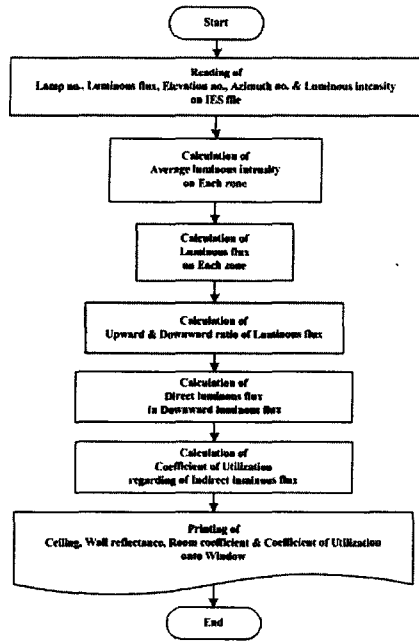 Start
Reading of
Lamp no., Luminous flux, Elevation no., Azimuth no. & Luminous intensity
on IES file
Calculation of
Average luminous intensity
on Each zone
Calculation of
Luminous flux
on Each zone
Calculation of
Upward & Downward ratio of Luminous flux
Calculation of
Direct luminous flux
in Downward luminous flux
Calculation of
Coefficient of Utilization
regarding of Indirect luminous flux
Printing of
Ceiling, Wall reflectance, Room coefficient & Coefficient of Utilization
onto Window
End